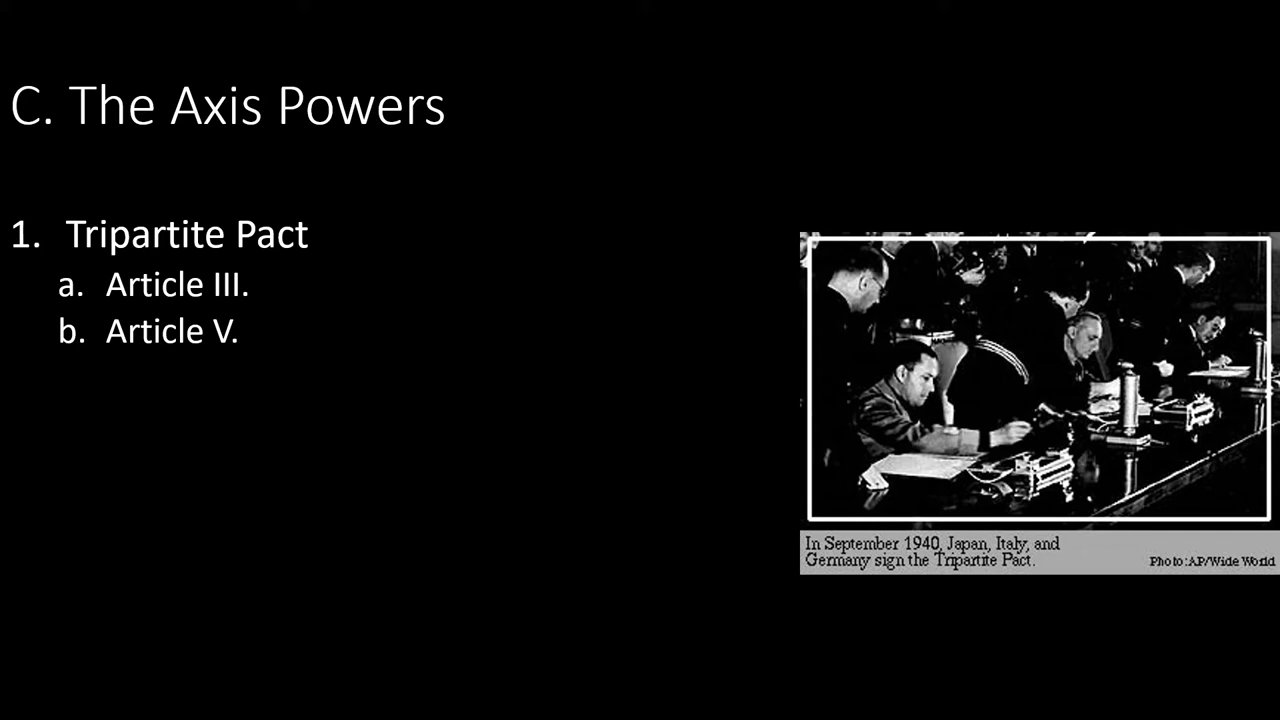 C. The Axis Powers
1. Tripartite Pact
a. Article III.
b. Article V.
In September 1940, Japan, Italy, and
Germany sign the Tripartite Pact.
Photo: AP/Wide World